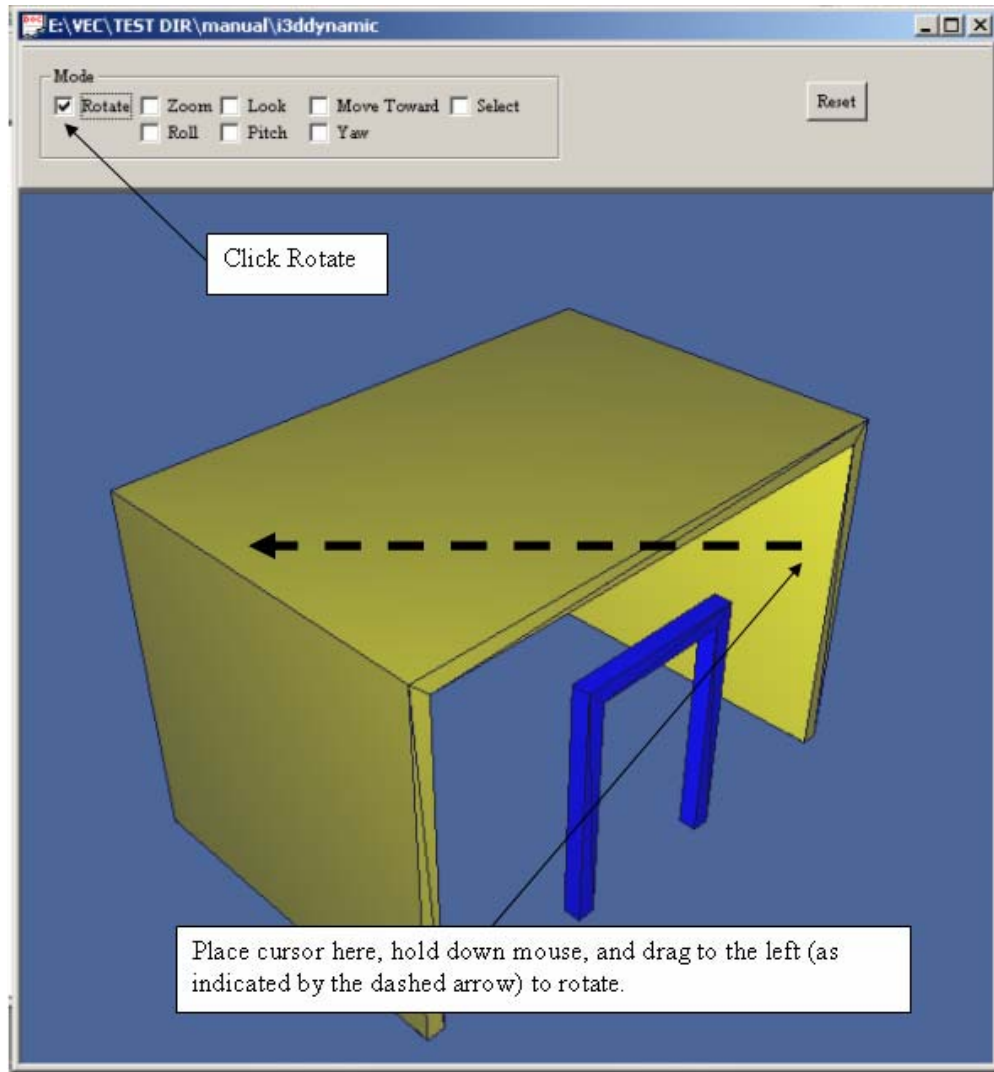 E:\VEC\TEST DIR\manual\i3ddynamic
Mode
Rotate Zoom Look Move Toward Select
Roll Pitch Yaw
Reset
Click Rotate
Place cursor here, hold down mouse, and drag to the left (as
indicated by the dashed arrow) to rotate.